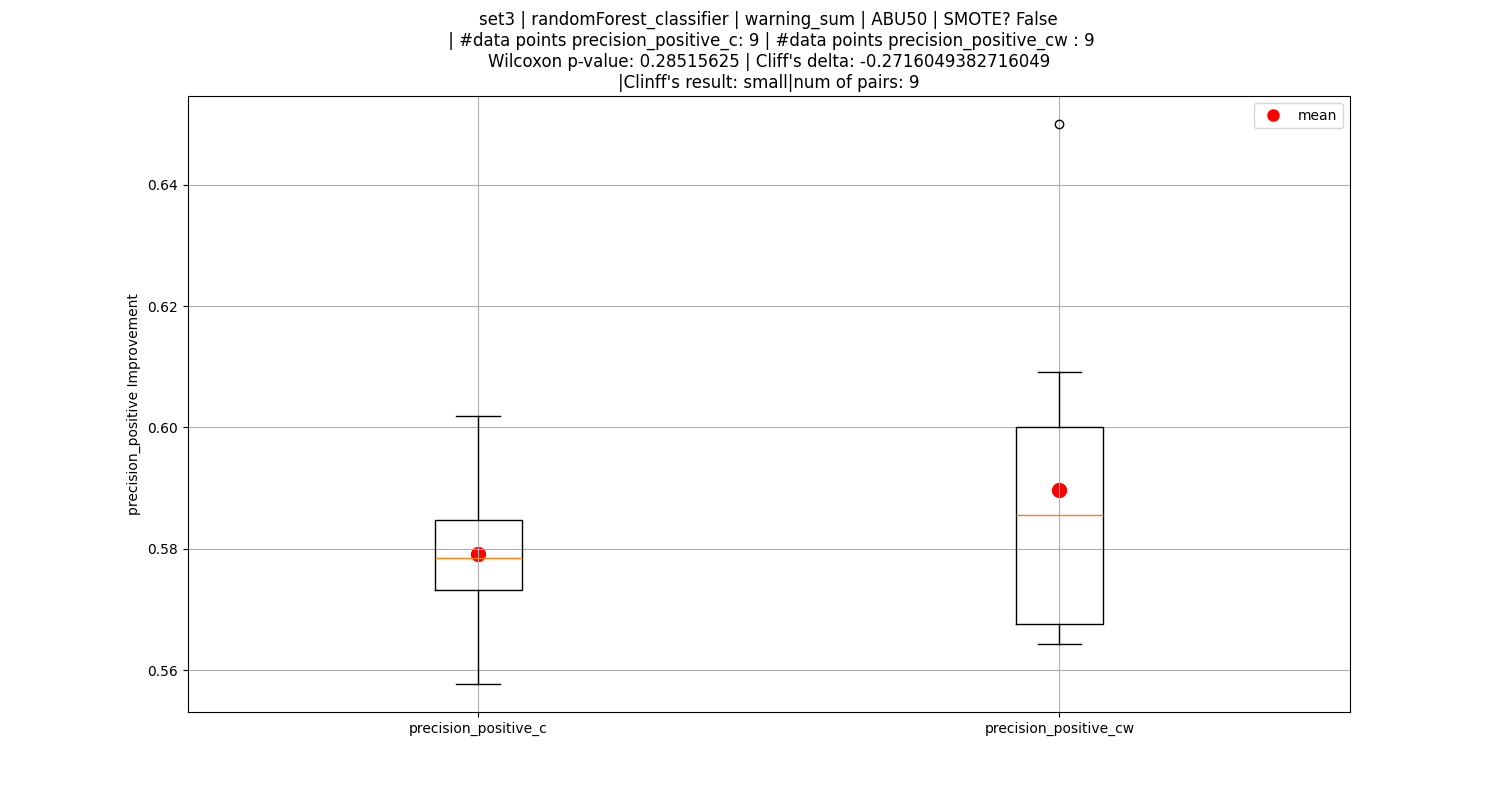 set3 | randomForest_classifier | warning_sum | ABU50 | SMOTE? False
| #data points precision_positive_c: 9 | #data points precision_positive_cw : 9
Wilcoxon p-value: 0.28515625 | Cliff's delta: -0.2716049382716049
|Clinff's result: small|num of pairs: 9
mean
0.64
0.62
0.60
0.58
0.56
precision_positive Improvement
precision_positive_c
precision_positive_cw